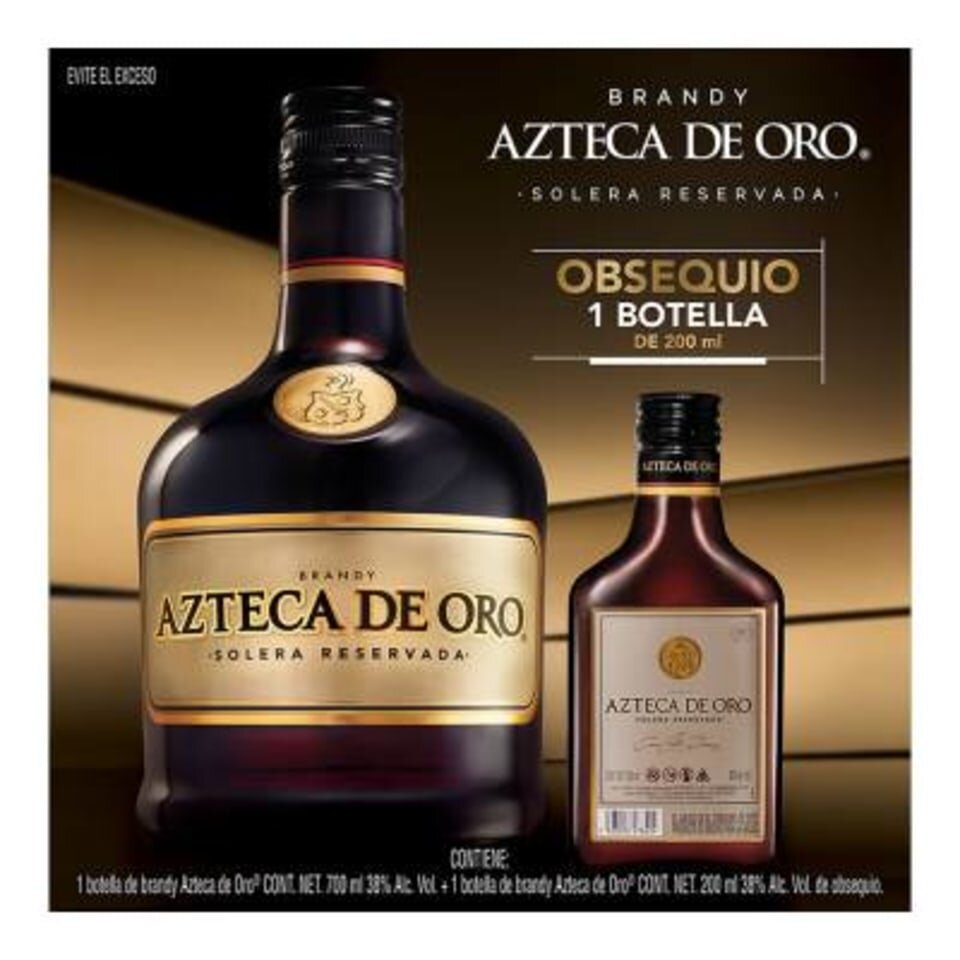 EVITE EL EXCESO
BRANDY
AZTECA DE ORO®
·SOLERA RESERVADA·
OBSEQUIO
1 BOTELLA
DE 200 ml
BRANDY
AZTECA DE ORO®
·SOLERA RESERVADA·
AZTECA DE ORO
AZTECA DE ORO
SOLERA RESERVADA
CONTIENE:
1 botella de brandy Azteca de Oro® CONT. NET. 700 ml 38% Alc. Vol. + 1 botella de brandy Azteca de Oro® CONT. NET. 200 ml 38% Alc. Vol. de obsequio.